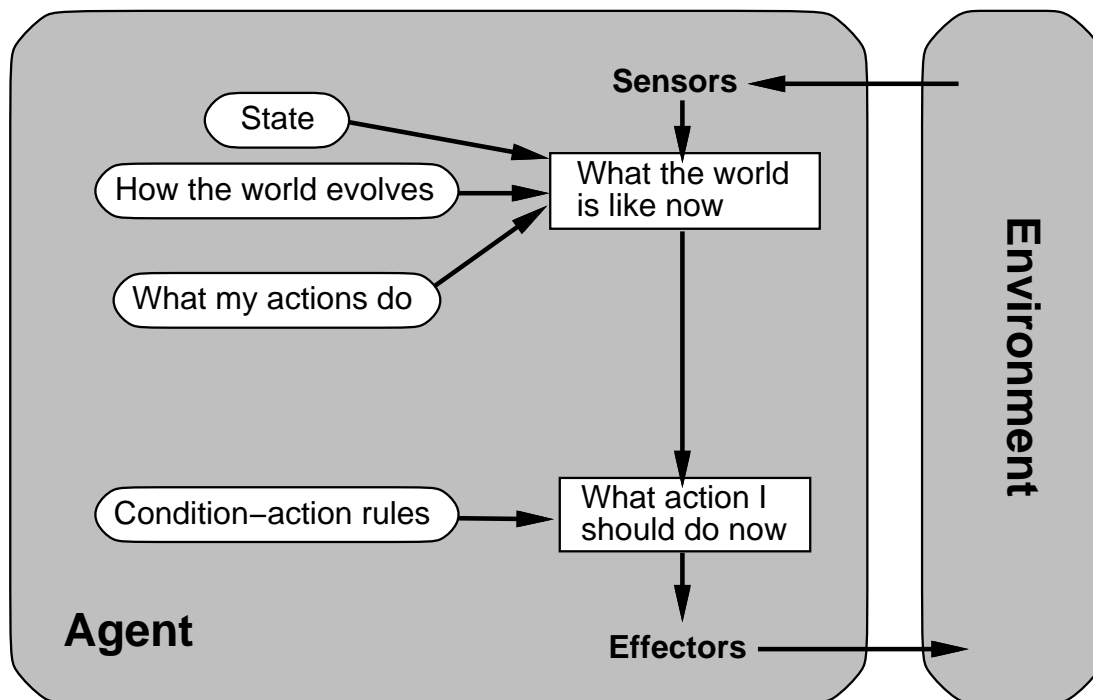 Sensors
State
How the world evolves
What the world
is like now
What my actions do
Environment
Condition−action rules
What action I
should do now
Agent
Effectors